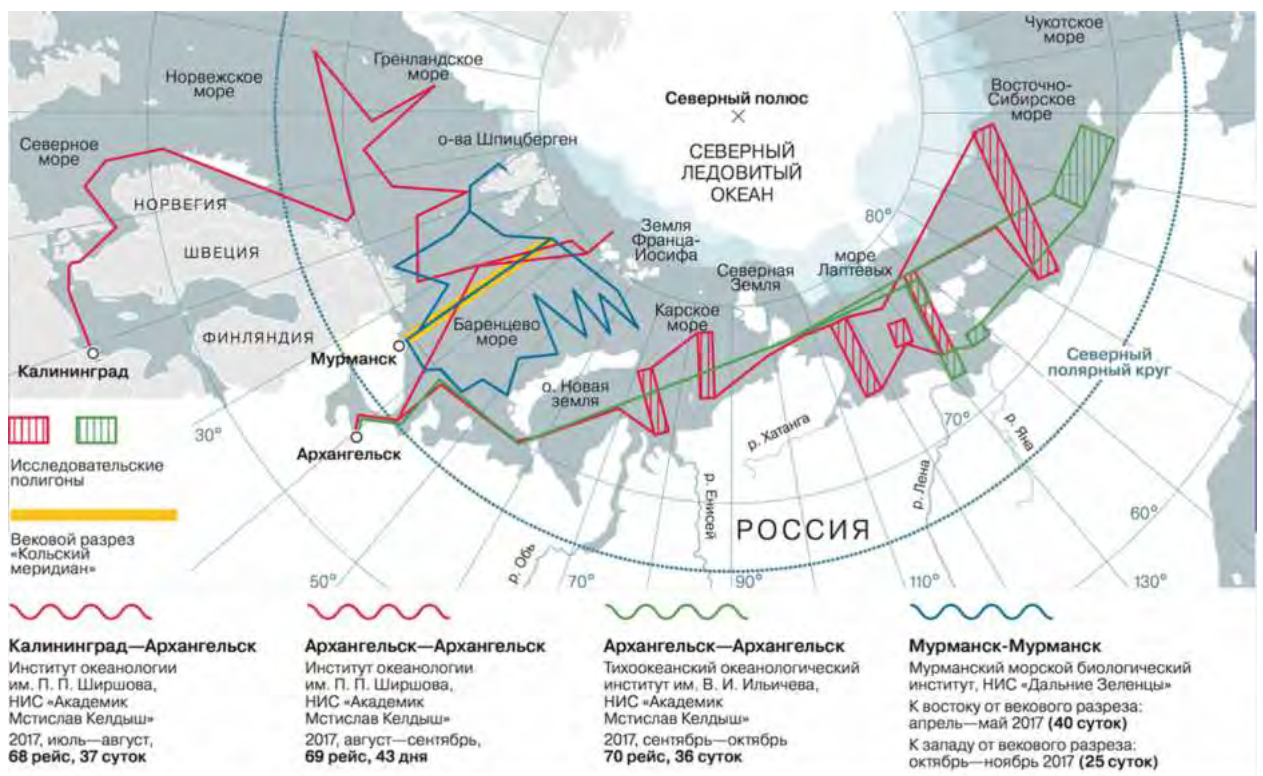 Чукотское
море
Гренландское
море
Норвежское
море
Восточно-
Сибирское
море
Северный полюс
Северное
море
о-ва Шпицберген
СЕВЕРНЫЙ
ЛЕДОВИТЫЙ
ОКЕАН
НОРВЕГИЯ
80°
Земля
Франца-
Иосифа
ШВЕЦИЯ
море
Лаптевых
Северная
Земля
Карское
море
Баренцево
море
ФИНЛЯНДИЯ
Мурманск
Калининград
Северный
полярный круг
о. Новая
земля
30°
Архангельск
р. Хатанга
70°
р. Яна
р. Лена
р. Енисей
р. Обь
РОССИЯ
60°
50°
70°
90°
110°
130°
Исследовательские
полигоны
Вековой разрез
«Кольский
меридиан»
Калининград—Архангельск
Институт океанологии
им. П. П. Ширшова,
НИС «Академик
Мстислав Келдыш»
2017, июль—август,
68 рейс, 37 суток
Архангельск—Архангельск
Институт океанологии
им. П. П. Ширшова,
НИС «Академик
Мстислав Келдыш»
2017, август—сентябрь,
69 рейс, 43 дня
Архангельск—Архангельск
Тихоокеанский океанологический
институт им. В. И. Ильичева,
НИС «Академик
Мстислав Келдыш»
2017, сентябрь—октябрь
70 рейс, 36 суток
Мурманск-Мурманск
Мурманский морской биологический
институт, НИС «Дальние Зеленцы»
К востоку от векового разреза:
апрель—май 2017 (40 суток)
К западу от векового разреза:
октябрь—ноябрь 2017 (25 суток)